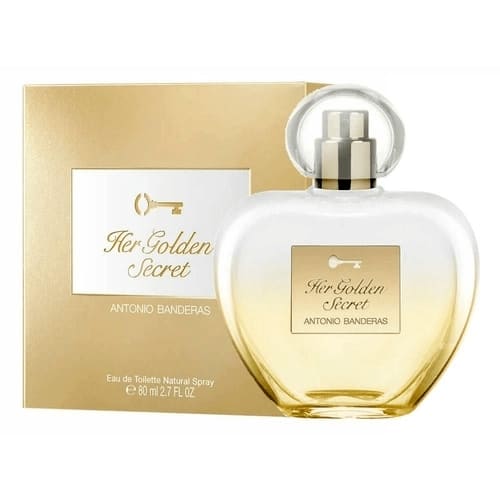 Her Golden
Secret
ANTONIO BANDERAS
Eau de Toilette Natural Spray
℮ 80 ml 2.7 FL OZ
Her Golden
Secret
ANTONIO BANDERAS